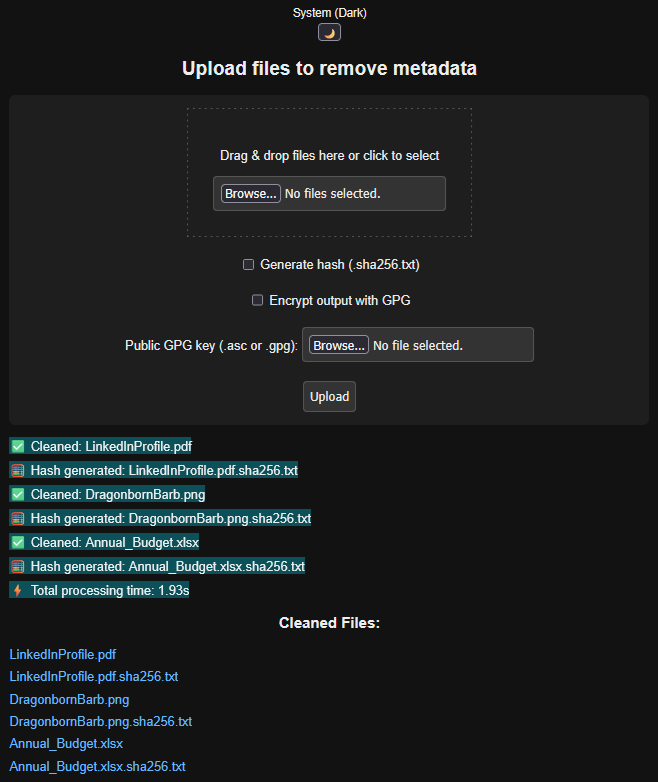 System (Dark)
🌙
Upload files to remove metadata
Drag & drop files here or click to select
Browse... No files selected.
Generate hash (.sha256.txt)
Encrypt output with GPG
Public GPG key (.asc or .gpg): Browse... No file selected.
Upload
✅ Cleaned: LinkedInProfile.pdf
🧮 Hash generated: LinkedInProfile.pdf.sha256.txt
✅ Cleaned: DragonbornBarb.png
🧮 Hash generated: DragonbornBarb.png.sha256.txt
✅ Cleaned: Annual_Budget.xlsx
🧮 Hash generated: Annual_Budget.xlsx.sha256.txt
⚡ Total processing time: 1.93s
Cleaned Files:
LinkedInProfile.pdf
LinkedInProfile.pdf.sha256.txt
DragonbornBarb.png
DragonbornBarb.png.sha256.txt
Annual_Budget.xlsx
Annual_Budget.xlsx.sha256.txt